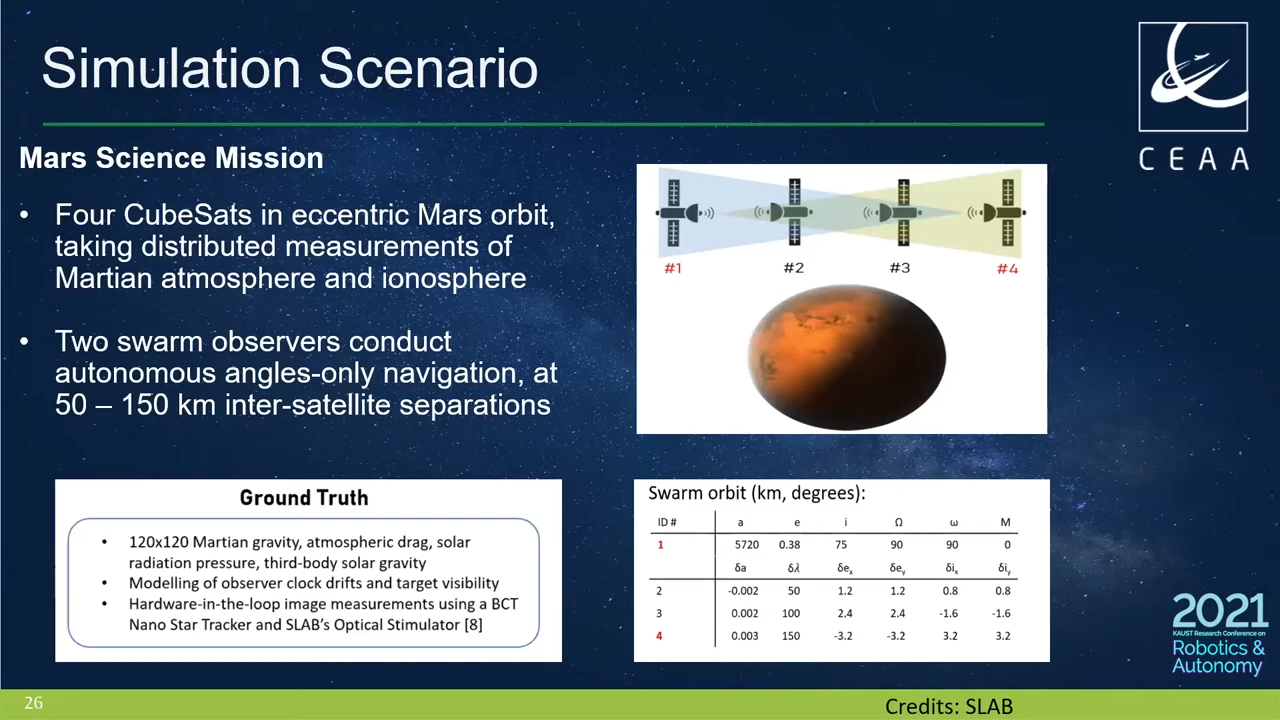 Simulation Scenario
CEAA
Mars Science Mission
• Four CubeSats in eccentric Mars orbit,
taking distributed measurements of
Martian atmosphere and ionosphere
• Two swarm observers conduct
autonomous angles-only navigation, at
50 – 150 km inter-satellite separations
#1 #2 #3 #4
Ground Truth
• 120x120 Martian gravity, atmospheric drag, solar
radiation pressure, third-body solar gravity
• Modelling of observer clock drifts and target visibility
• Hardware-in-the-loop image measurements using a BCT
Nano Star Tracker and SLAB's Optical Stimulator [8]
Swarm orbit (km, degrees):
ID # a e i Ω ω M
1 5720 0.38 75 90 90 0
δa δλ δeₓ δeᵧ δiₓ δiᵧ
2 -0.002 50 1.2 1.2 0.8 0.8
3 0.002 100 2.4 2.4 -1.6 -1.6
4 0.003 150 -3.2 -3.2 3.2 3.2
2021
KAUST Research Conference on
Robotics &
Autonomy
26
Credits: SLAB